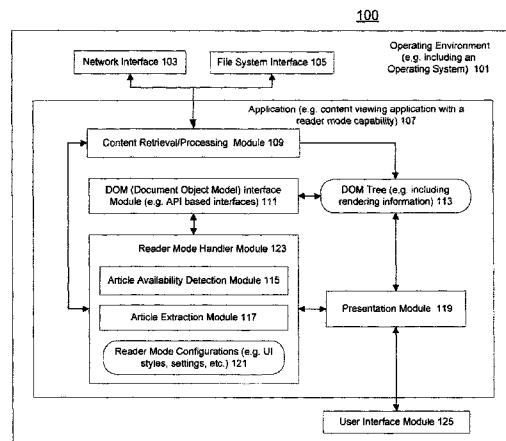 100
Operating Environment
(e.g. including an
Operating System) 101
Network Interface 103
File System Interface 105
Application (e.g. content viewing application with a
reader mode capability) 107
Content Retrieval/Processing Module 109
DOM (Document Object Model) Interface
Module (e.g. API based interfaces) 111
DOM Tree (e.g. including
rendering information) 113
Reader Mode Handler Module 123
Article Availability Detection Module 115
Article Extraction Module 117
Presentation Module 119
Reader Mode Configurations (e.g. UI
styles, settings, etc.) 121
User Interface Module 125